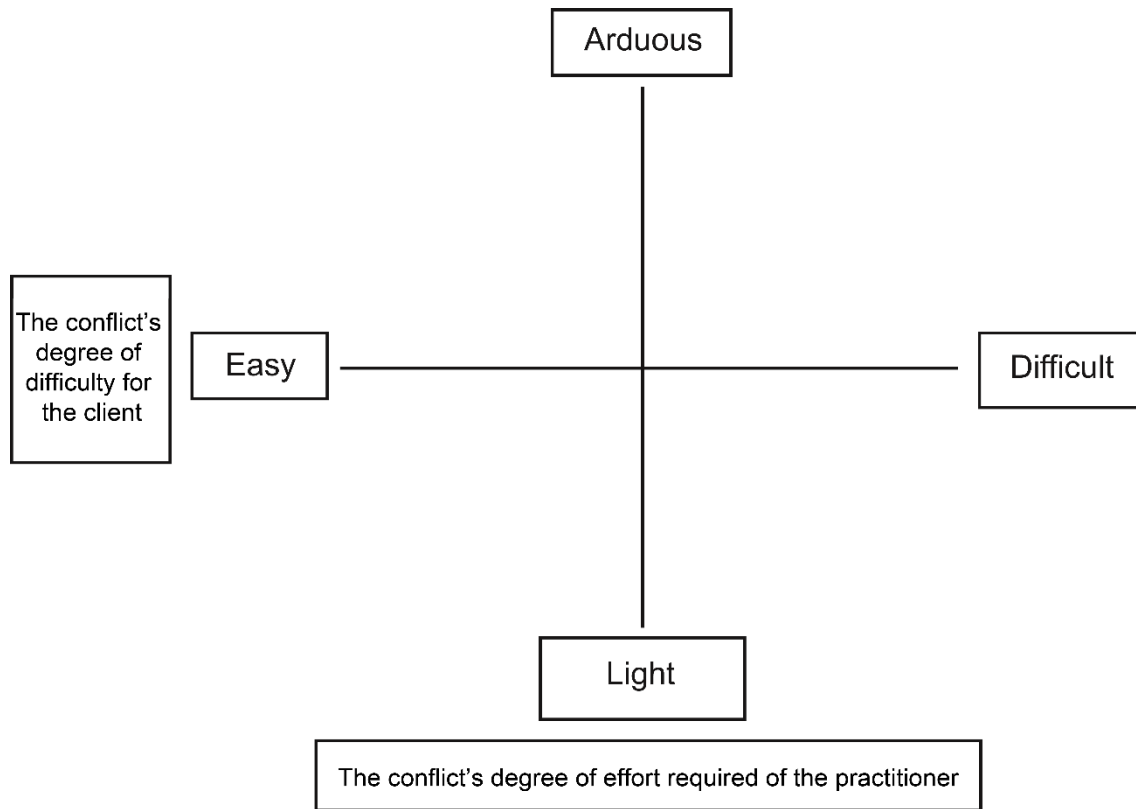 Arduous
The conflict’s
degree of
difficulty for
the client
Easy
Difficult
Light
The conflict’s degree of effort required of the practitioner